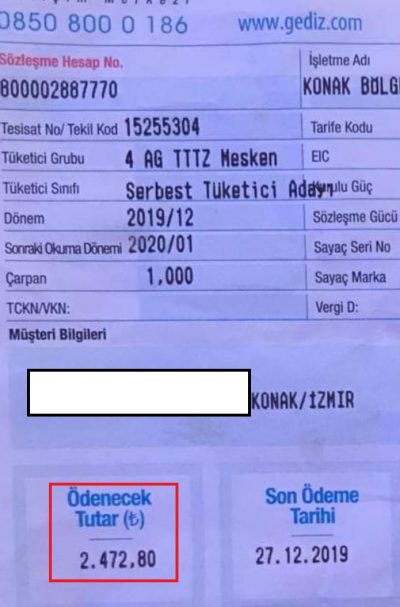 0850 800 0 186 www.gediz.com
Sözleşme Hesap No. İşletme Adı
800002887770 KONAK BÖLG
Tesisat No/ Tekil Kod 15255304 Tarife Kodu
Tüketici Grubu 4 AG TTTZ Mesken EIC
Tüketici Sınıfı Serbest Tüketici Adayı Güç
Dönem 2019/12 Sözleşme Gücü
Sonraki Okuma Dönemi 2020/01 Sayaç Seri No
Çarpan 1,000 Sayaç Marka
TCKN/VKN: Vergi D:
Müşteri Bilgileri
KONAK/İZMİR
Ödenecek
Tutar (₺)
2.472,80
Son Ödeme
Tarihi
27.12.2019